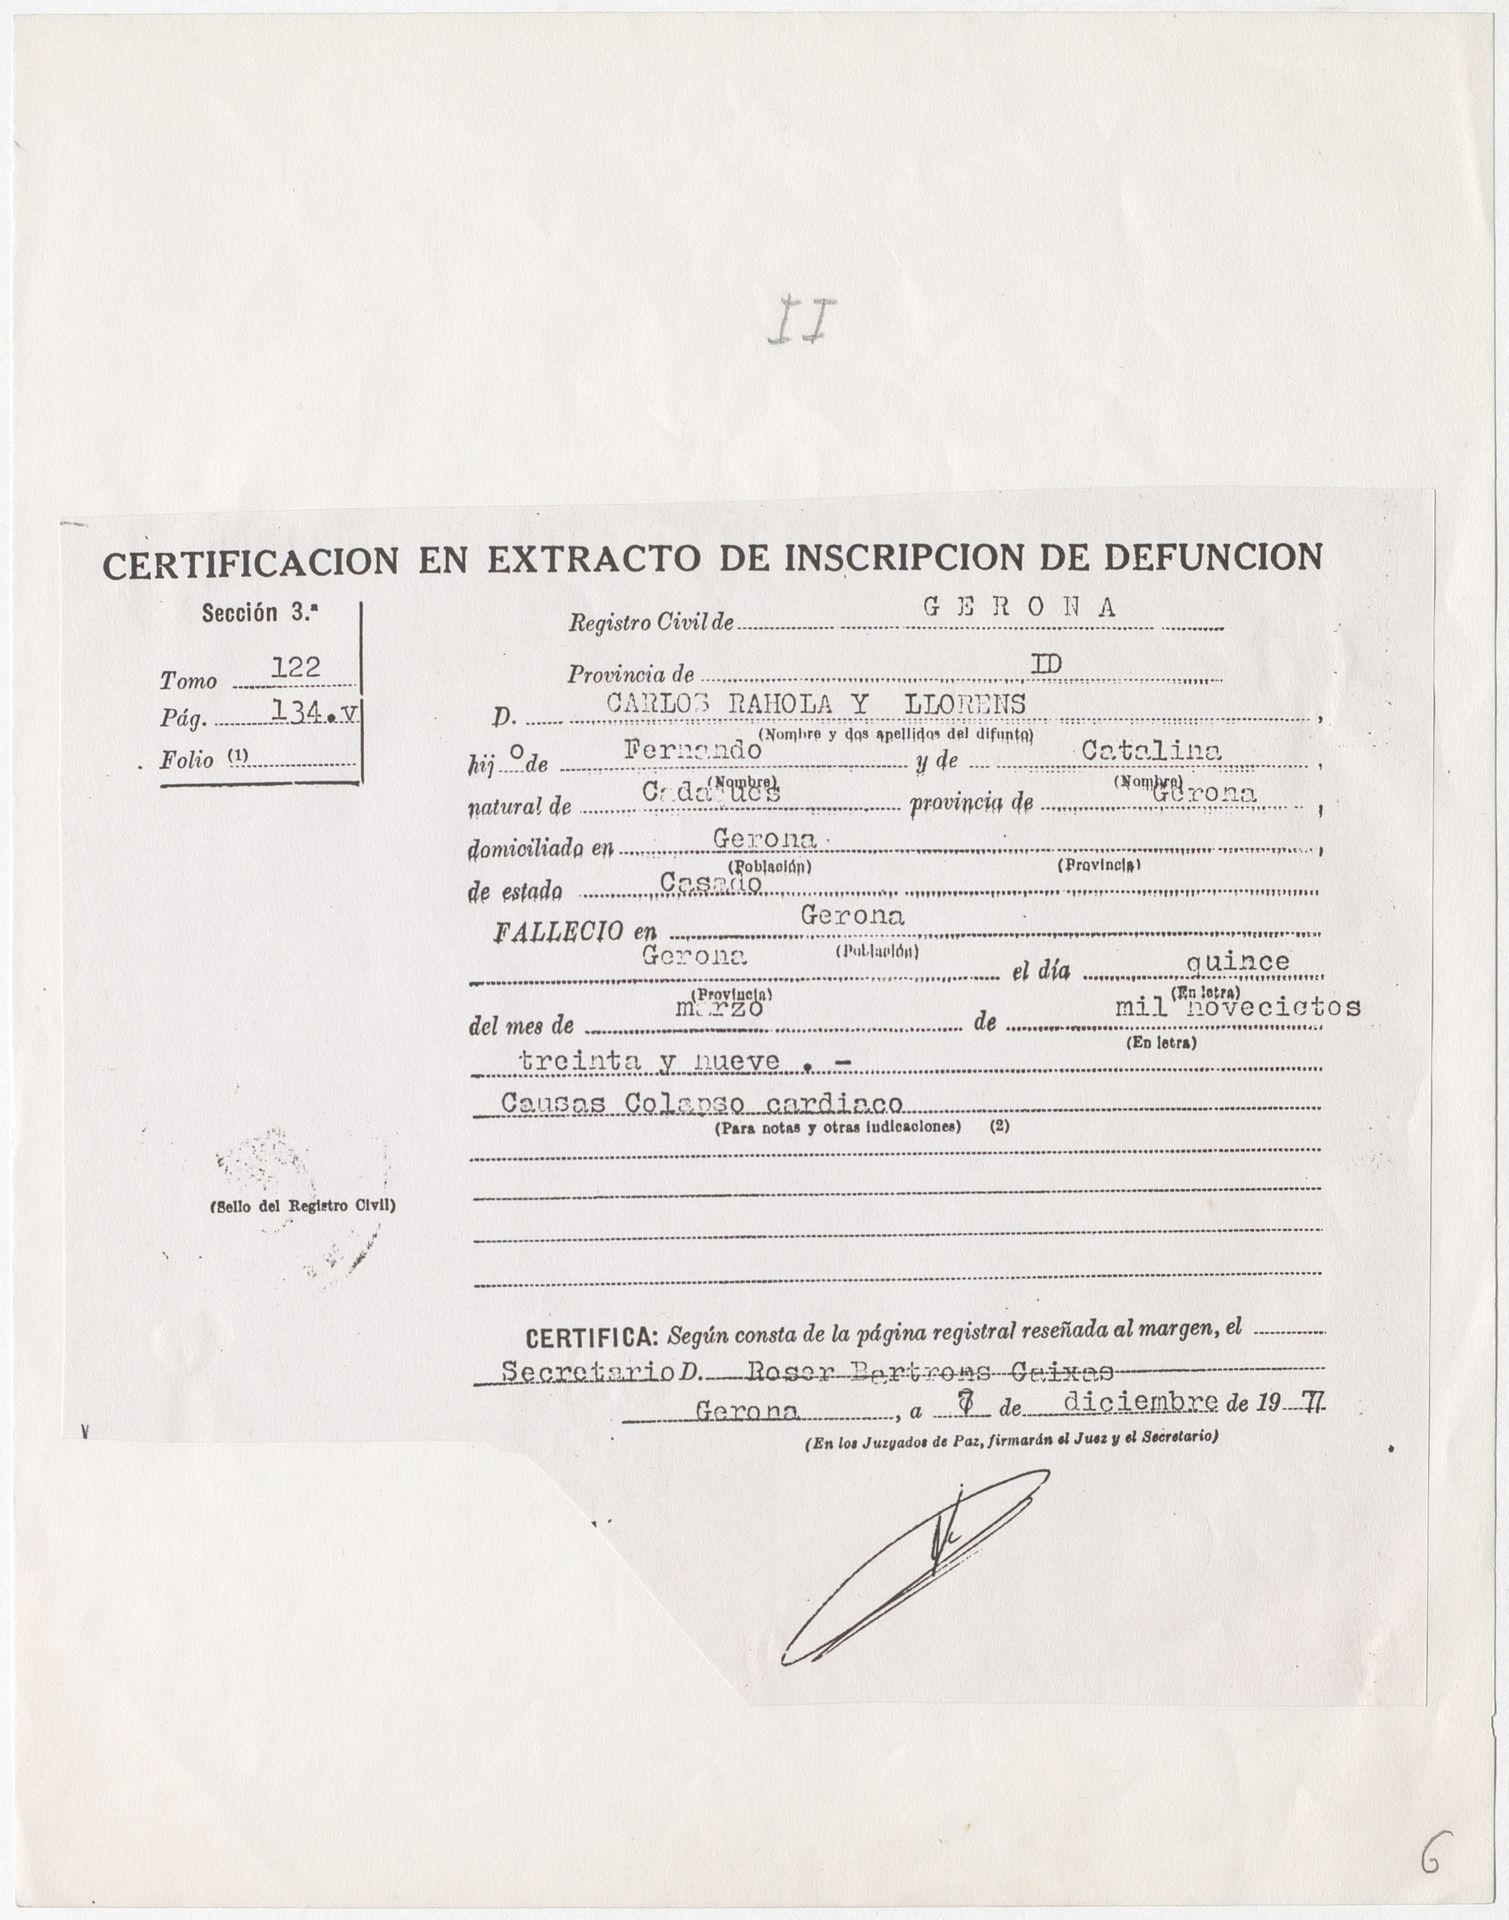 II
CERTIFICACION EN EXTRACTO DE INSCRIPCION DE DEFUNCION
Sección 3.ª
Tomo 122
Pág. 134.v
Folio (1)
Registro Civil de GERONA
Provincia de ID
D. CARLOS RAHOLA Y LLORENS,
(Nombre y dos apellidos del difunto)
hijo de Fernando y de Catalina,
(Nombre) (Nombre)
natural de Cadaques provincia de Gerona,
domiciliado en Gerona,
(Población) (Provincia)
de estado Casado
FALLECIO en Gerona
(Población)
Gerona el día quince
(Provincia) (En letra)
del mes de marzo de mil novecietos
(En letra)
treinta y nueve . -
Causas Colapso cardiaco
(Para notas y otras indicaciones) (2)
(Sello del Registro Civil)
CERTIFICA: Según consta de la página registral reseñada al margen, el
Secretario D. Roser Bertrons Geixas
Gerona, a 7 de diciembre de 1977
(En los Juzgados de Paz, firmarán el Juez y el Secretario)
6